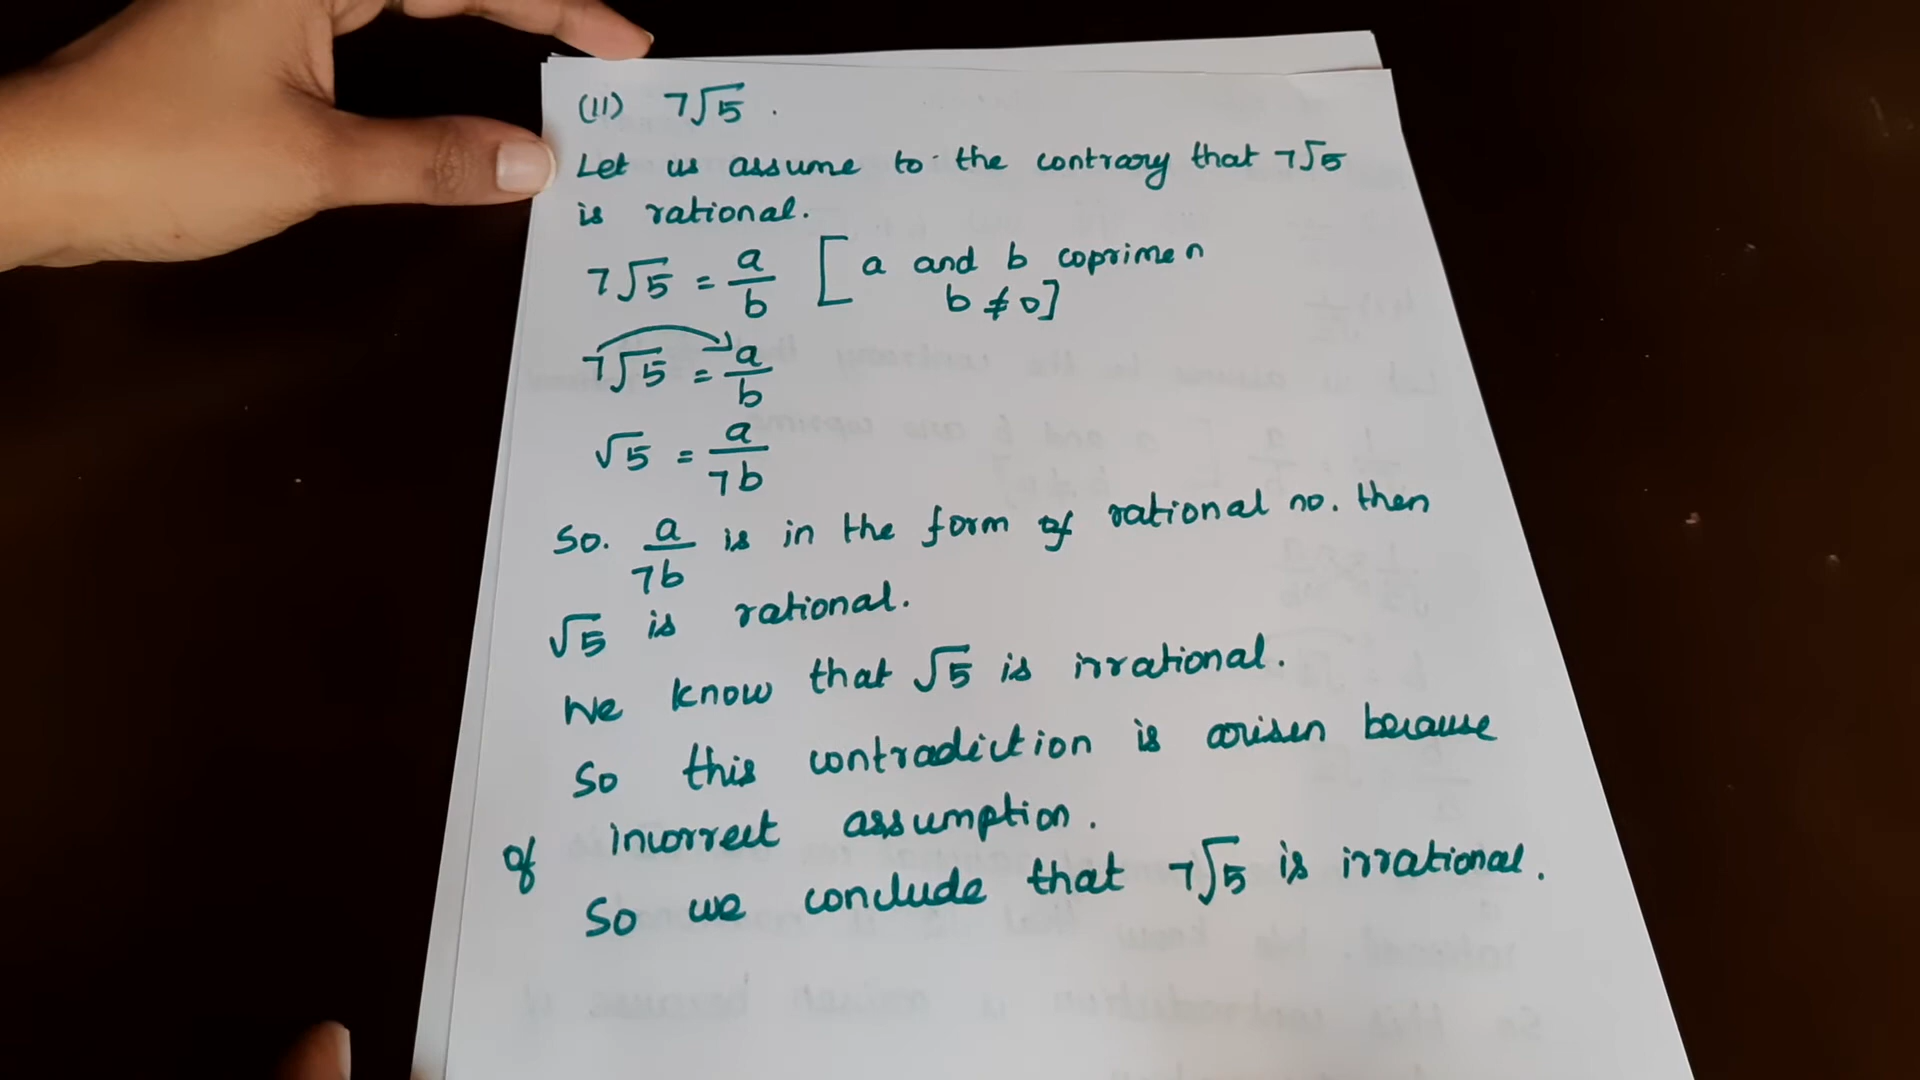 (11) 7√5 .
Let us assume to the contrary that 7√5
is rational.
7√5 = a/b [a and b coprime n
b ≠ 0]
7√5 = a/b
√5 = a/7b
So. a/7b is in the form of rational no. then
√5 is rational.
We know that √5 is irrational.
So this contradiction is arisen because
of incorrect assumption.
So we conclude that 7√5 is irrational.